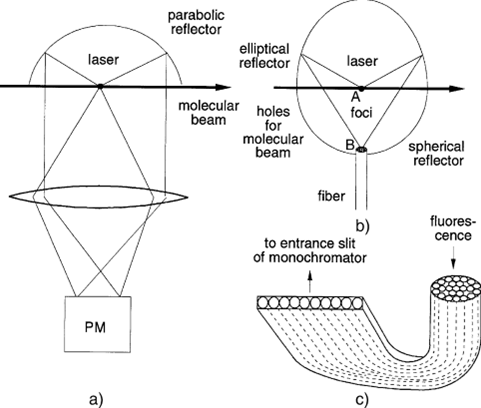 a)
parabolic
reflector
laser
molecular
beam
PM
a)
elliptical
reflector
laser
A
foci
holes
for
molecular
beam
B
spherical
reflector
fiber
b)
to entrance slit
of monochromator
fluores-
cence
c)